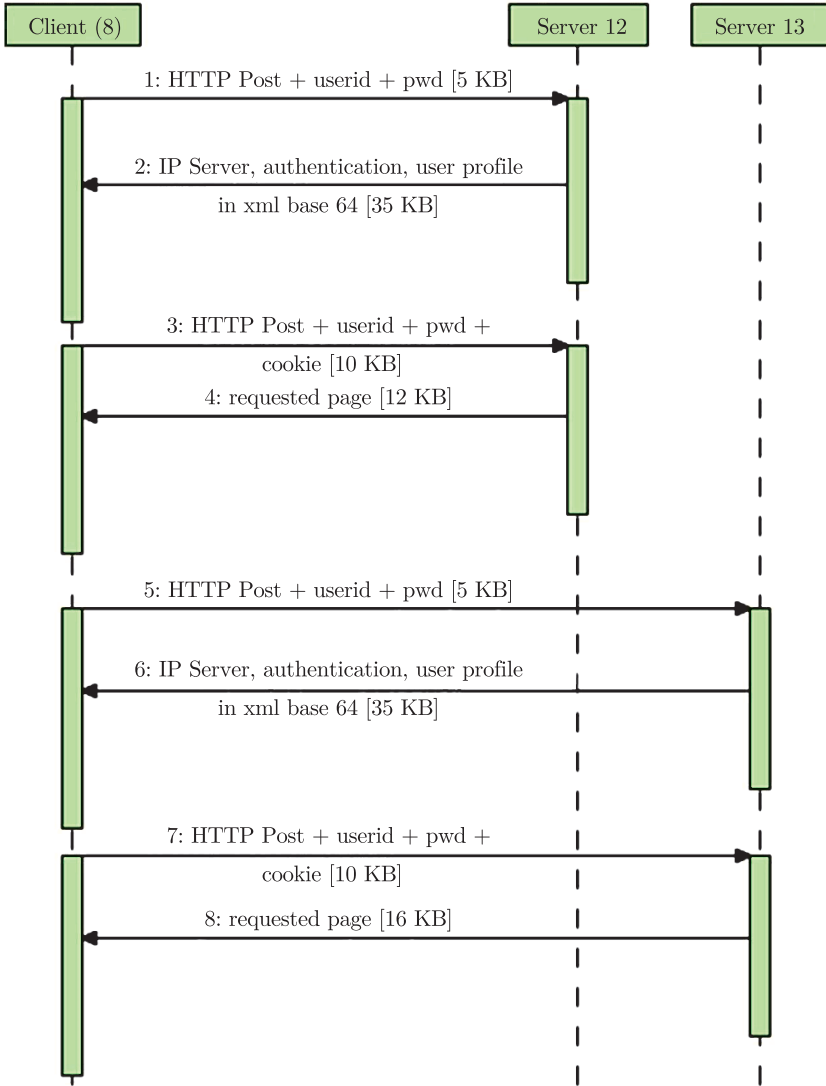 Client (8)
Server 12
Server 13
1: HTTP Post + userid + pwd [5 KB]
2: IP Server, authentication, user profile
in xml base 64 [35 KB]
3: HTTP Post + userid + pwd +
cookie [10 KB]
4: requested page [12 KB]
5: HTTP Post + userid + pwd [5 KB]
6: IP Server, authentication, user profile
in xml base 64 [35 KB]
7: HTTP Post + userid + pwd +
cookie [10 KB]
8: requested page [16 KB]